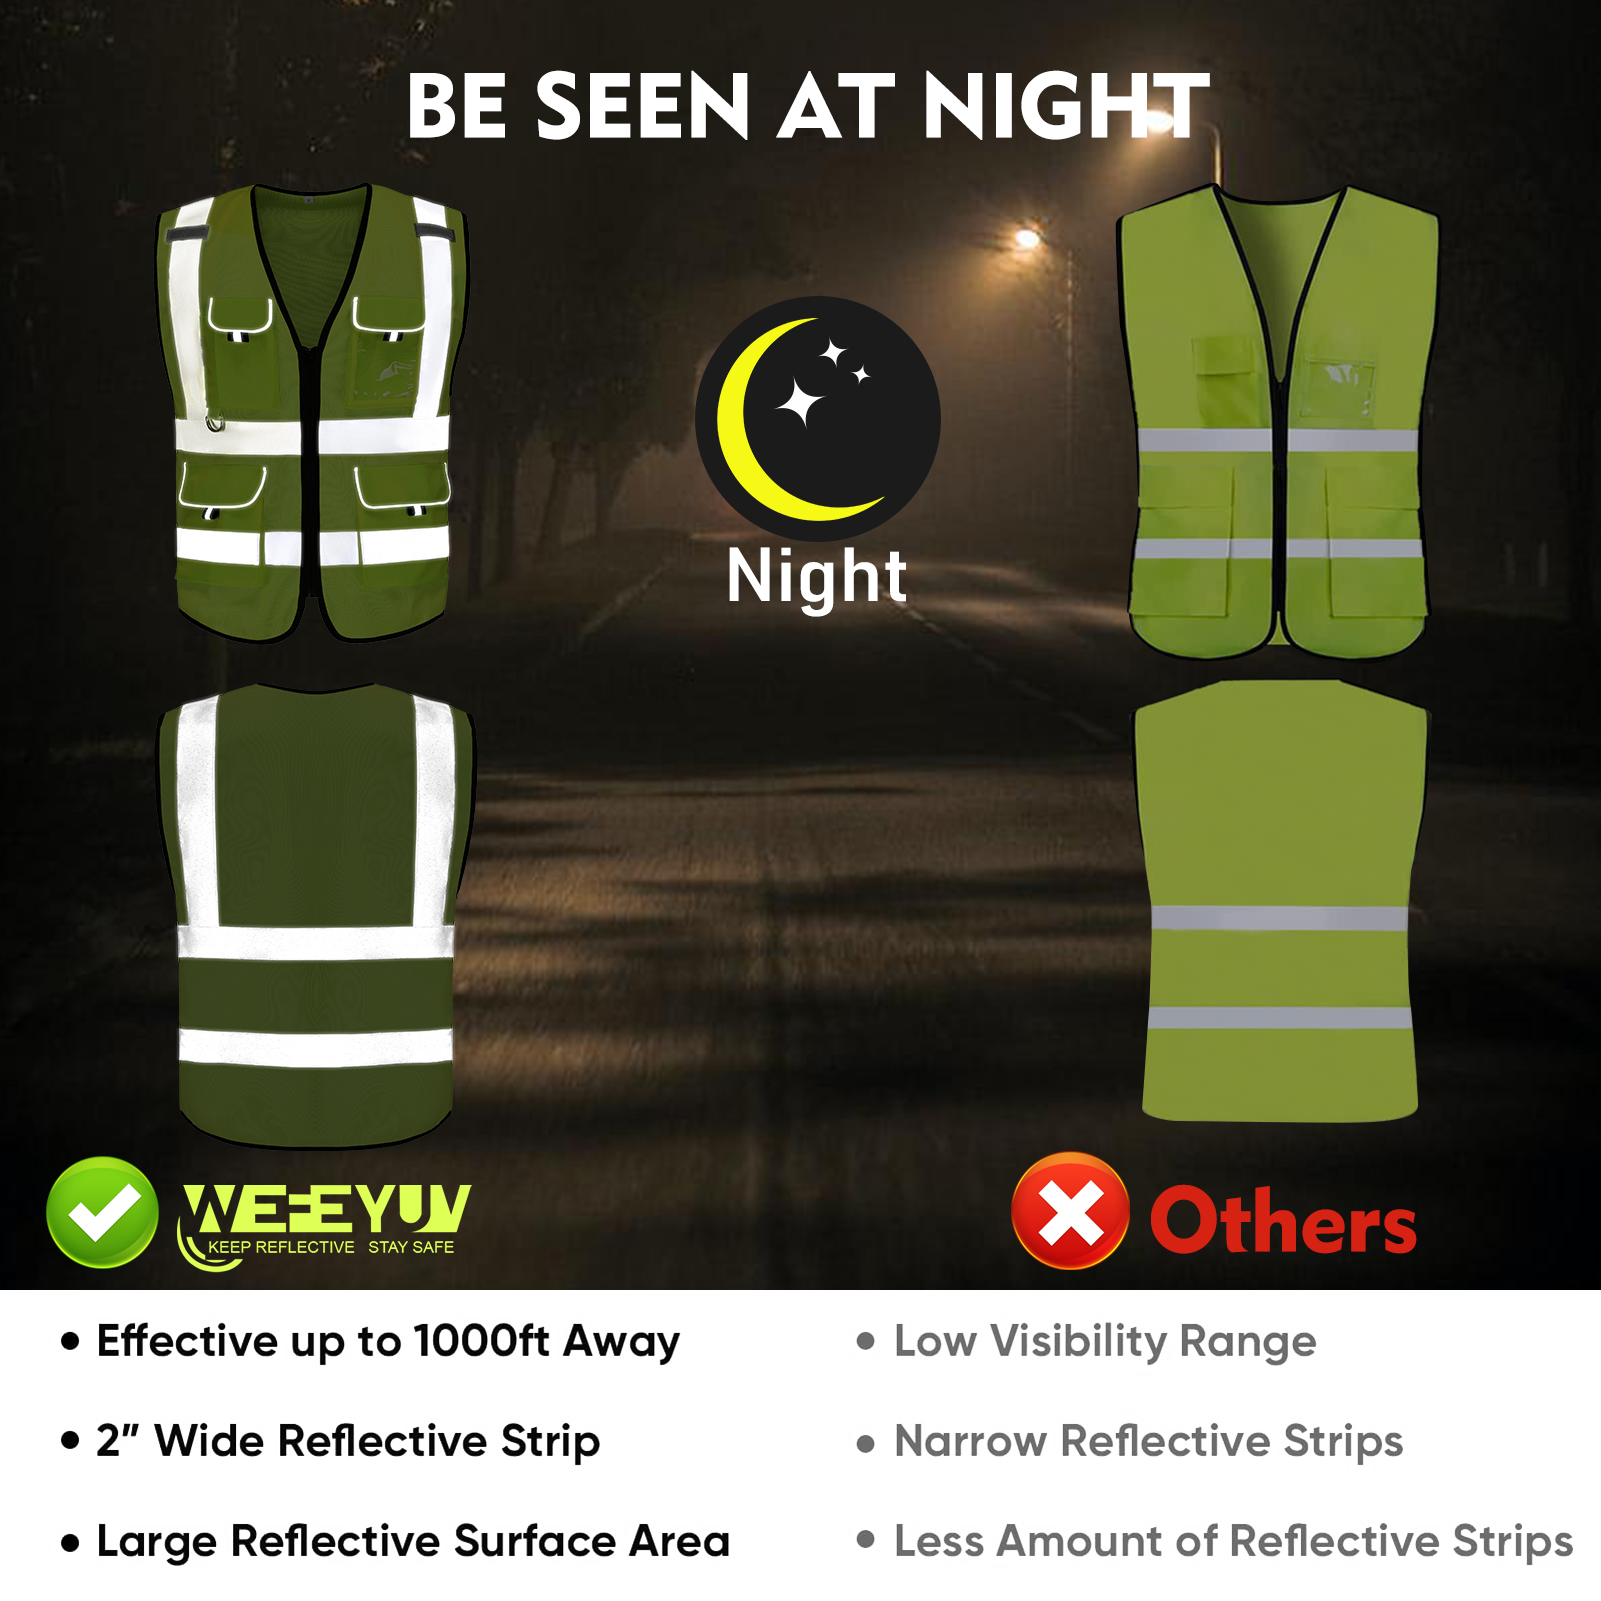 BE SEEN AT NIGHT
Night
WEFEYUV
KEEP REFLECTIVE STAY SAFE
Others
• Effective up to 1000ft Away
• 2” Wide Reflective Strip
• Large Reflective Surface Area
• Low Visibility Range
• Narrow Reflective Strips
• Less Amount of Reflective Strips